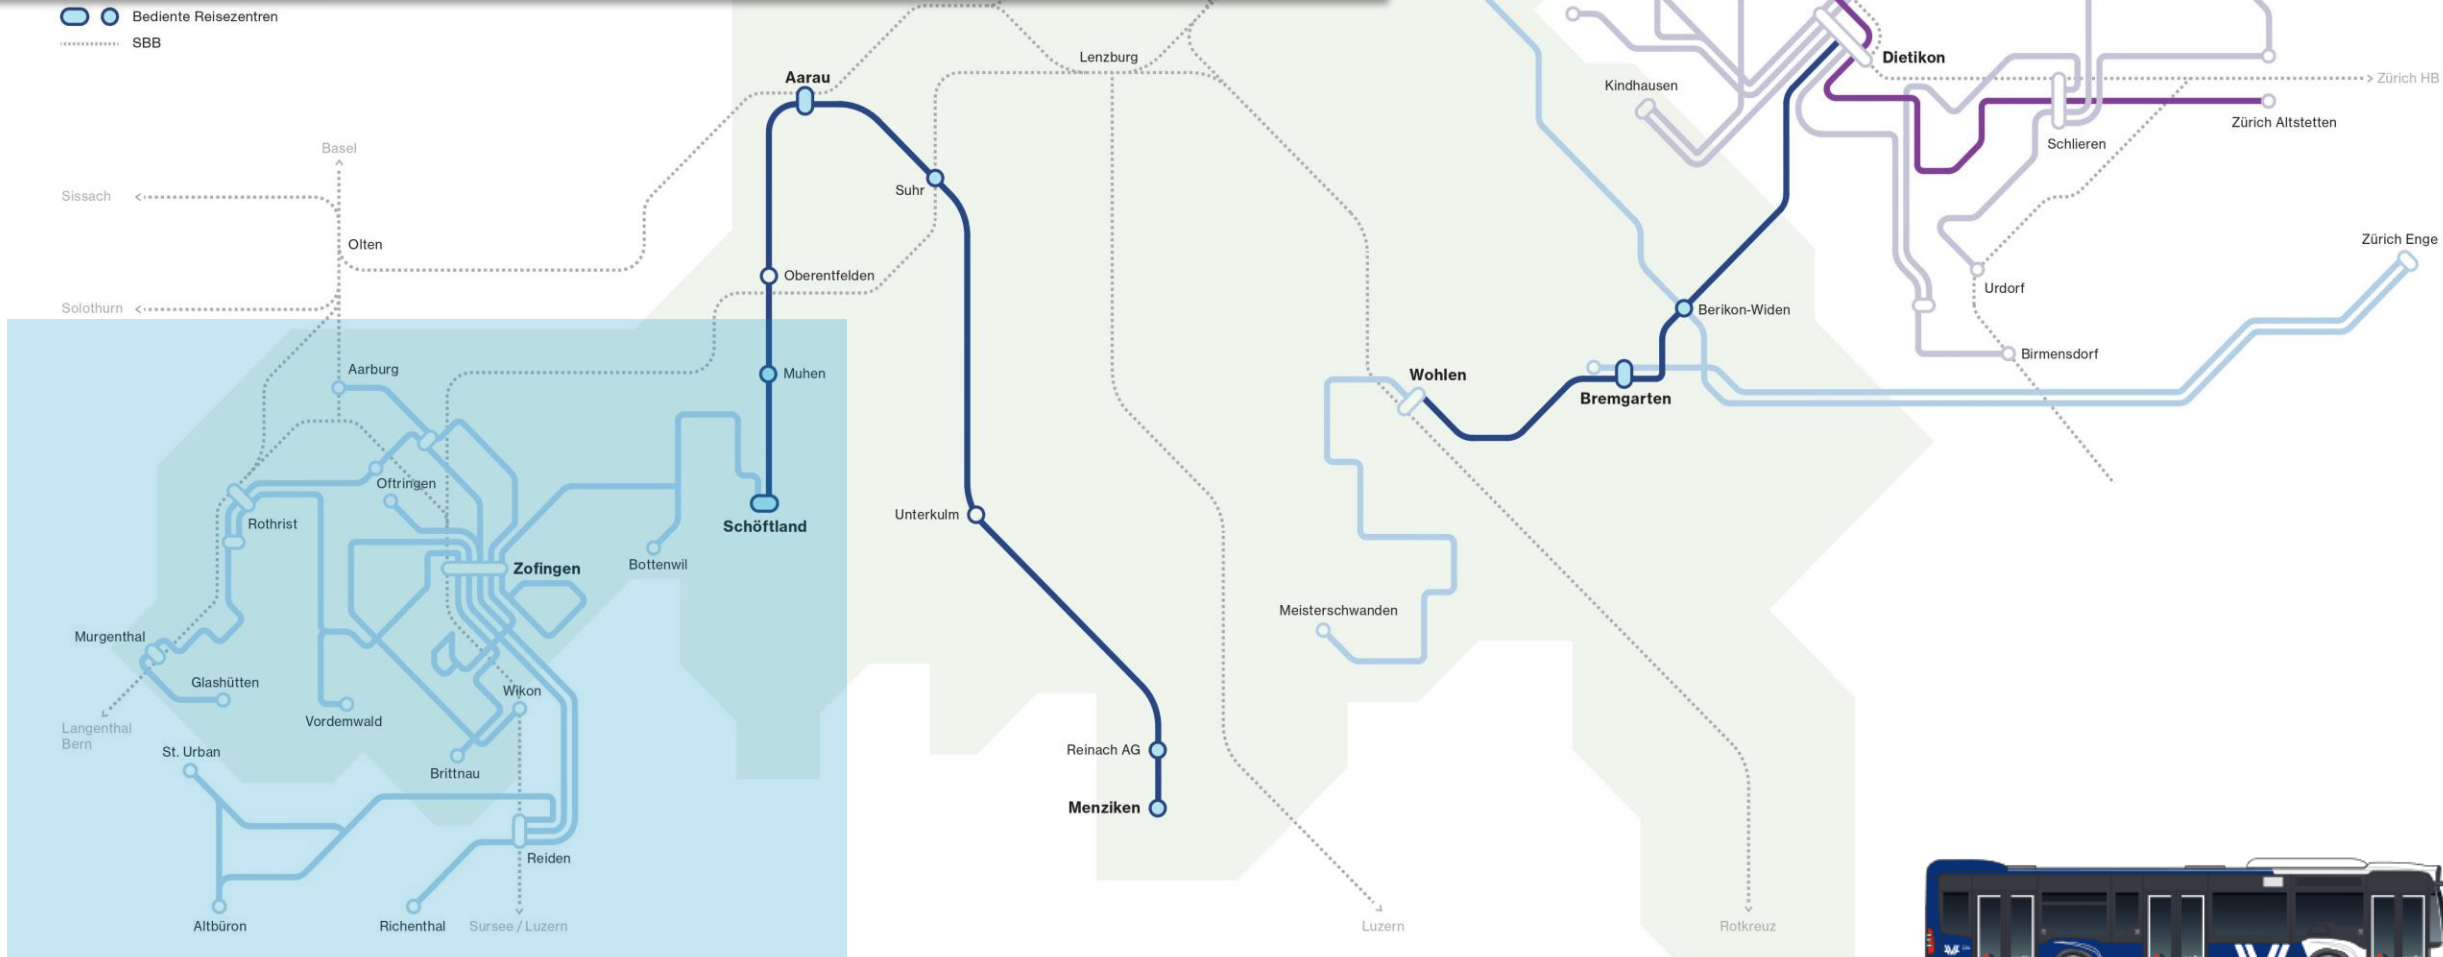 Bediente Reisezentren
SBB
Lenzburg
Aarau
Dietikon
Zürich HB
Kindhausen
Zürich Altstetten
Schlieren
Basel
Sissach
Suhr
Olten
Zürich Enge
Oberentfelden
Urdorf
Solothurn
Berikon-Widen
Birmensdorf
Aarburg
Muhen
Wohlen
Bremgarten
Oftringen
Rothrist
Schöftland
Unterkulm
Zofingen
Bottenwil
Meisterschwanden
Murgenthal
Glashütten
Wikon
Vordemwald
Langenthal
Bern
St. Urban
Brittnau
Reinach AG
Menziken
Reiden
Altbüron
Richenthal
Sursee / Luzern
Luzern
Rotkreuz